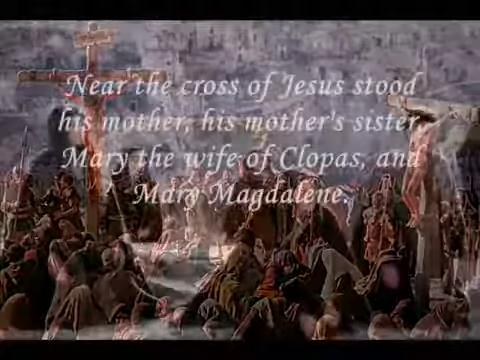 Near the cross of Jesus stood
his mother, his mother's sister,
Mary the wife of Clopas, and
Mary Magdalene.